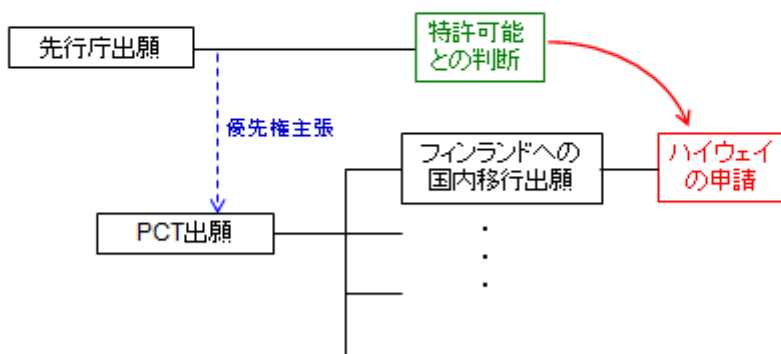 先行庁出願
特許可能
との判断
優先権主張
フィンランドへの
国内移行出願
ハイウェイ
の申請
PCT出願